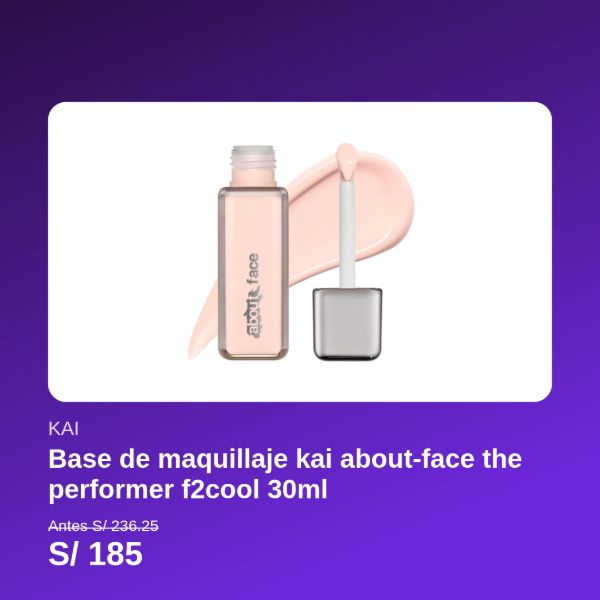 about-face
KAI
Base de maquillaje kai about-face the
performer f2cool 30ml
Antes S/ 236.25
S/ 185